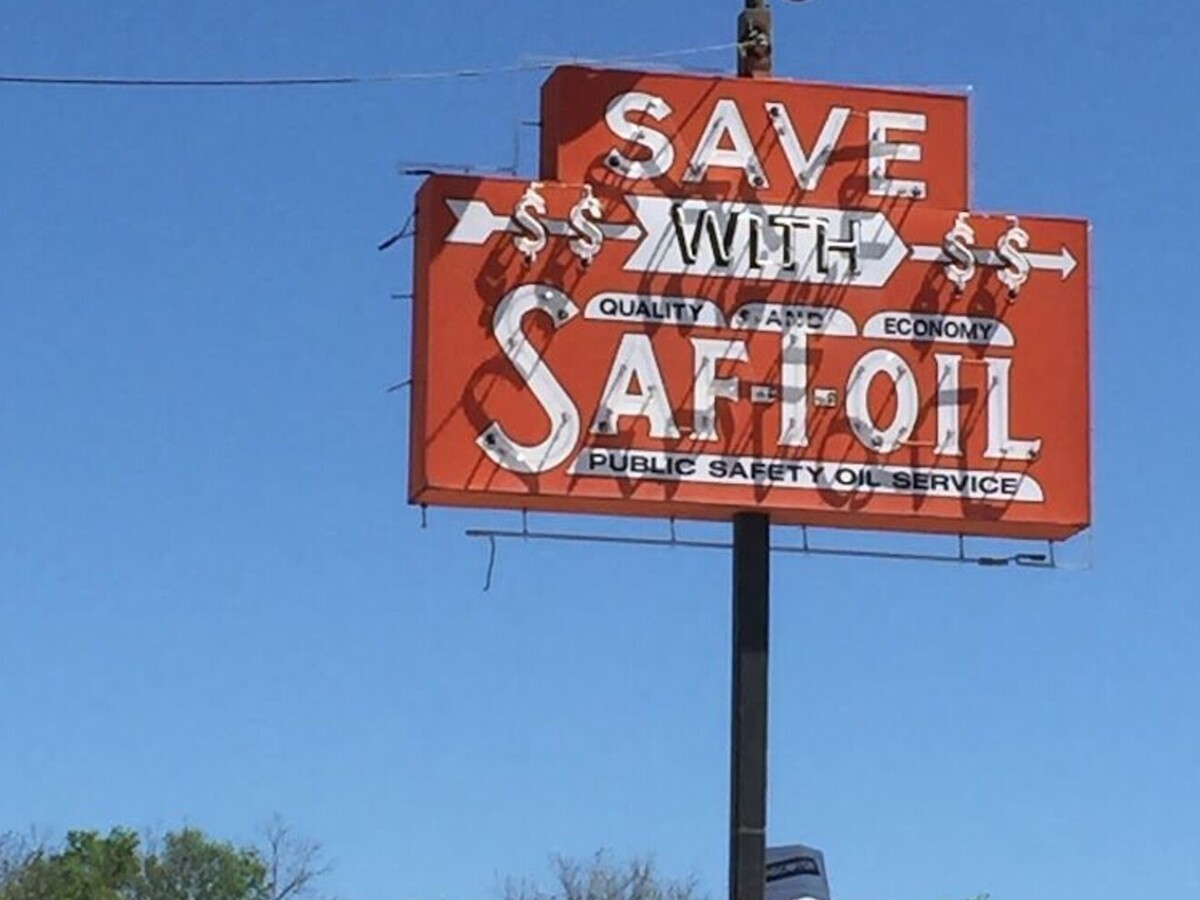 SAVE
$$ WITH $$
QUALITY AND ECONOMY
SAF-T-OIL
PUBLIC SAFETY OIL SERVICE